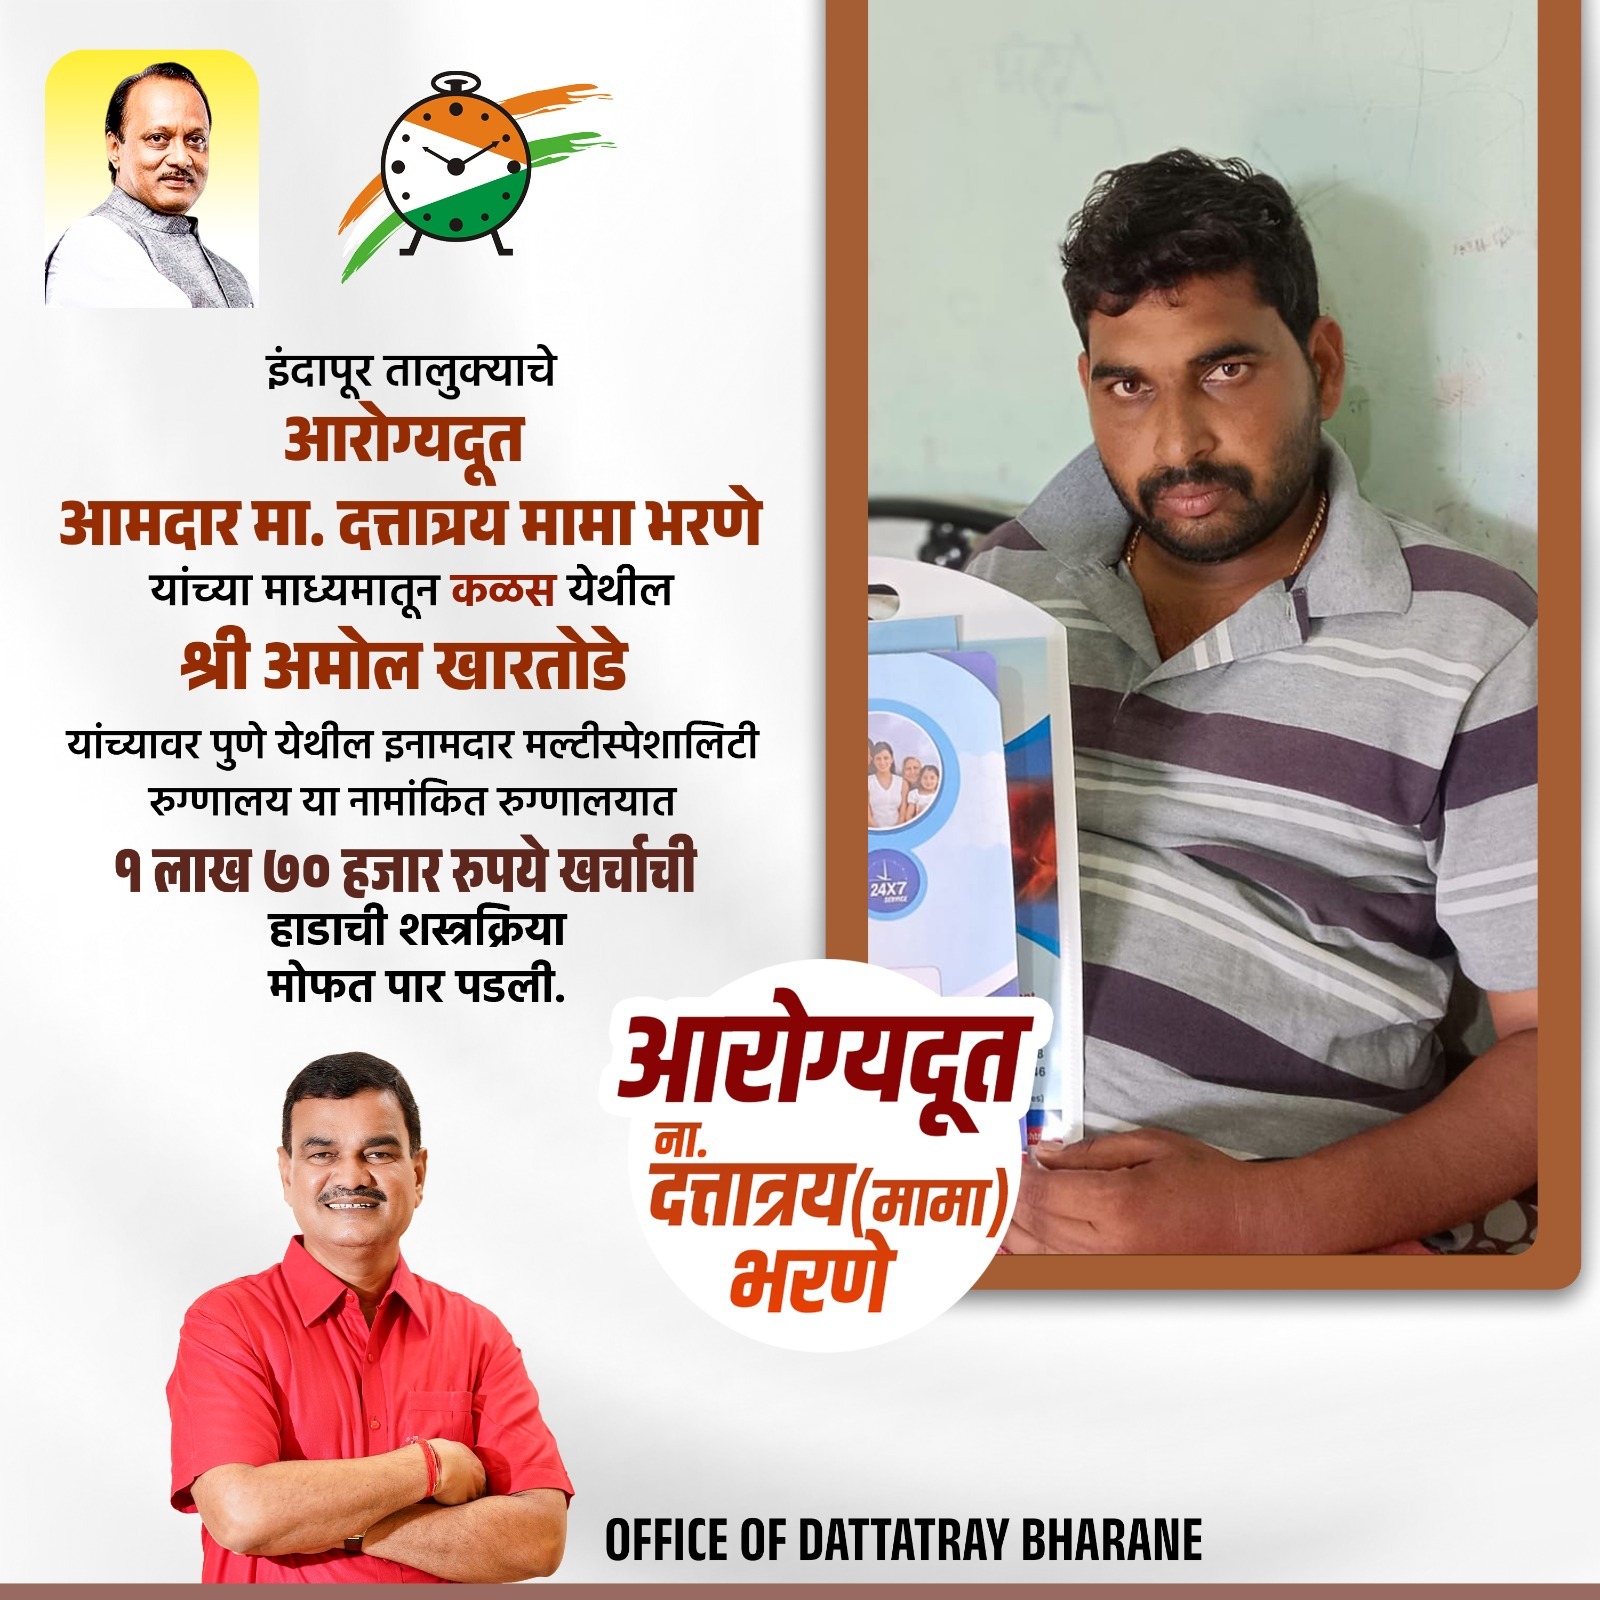 इंदापूर तालुक्याचे
आरोग्यदूत
आमदार मा. दत्तात्रय मामा भरणे
यांच्या माध्यमातून कळस येथील
श्री अमोल खारतोडे
यांच्यावर पुणे येथील इनामदार मल्टीस्पेशालिटी
रुग्णालय या नामांकित रुग्णालयात
१ लाख ७० हजार रुपये खर्चाची
हाडाची शस्त्रक्रिया
मोफत पार पडली.
24X7
SERVICE
आरोग्यदूत
ना.
दत्तात्रय(मामा)
भरणे
OFFICE OF DATTATRAY BHARANE